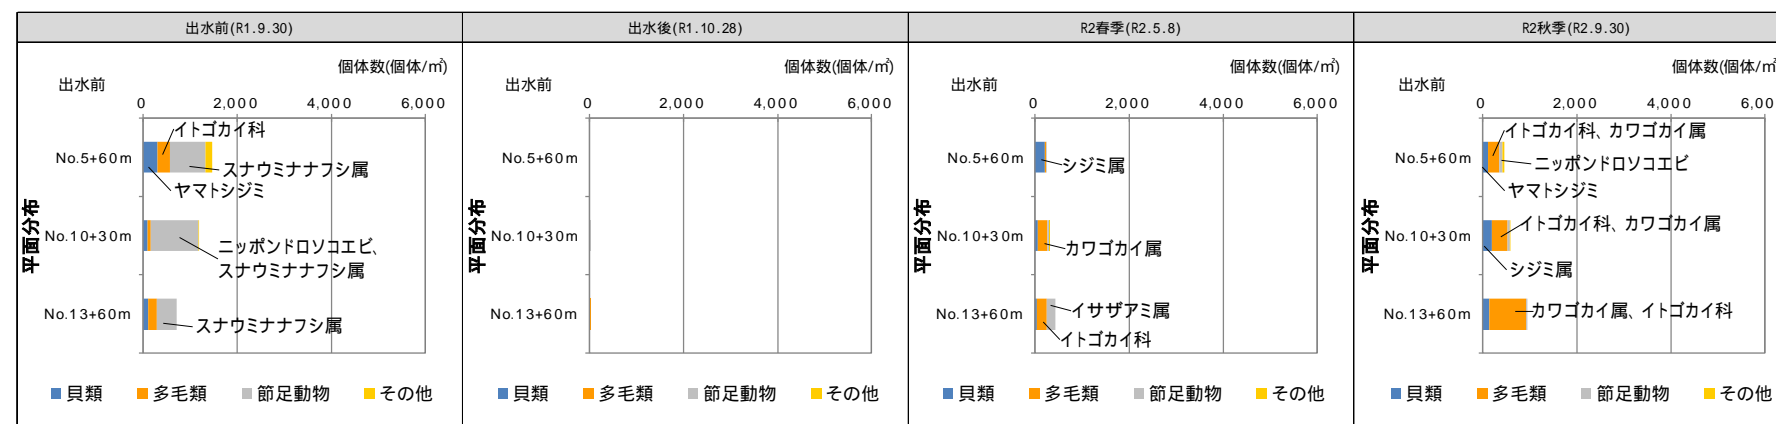 出水前(R1.9.30)
出水後(R1.10.28)
R2春季(R2.5.8)
R2秋季(R2.9.30)
個体数(個体/㎡)
出水前
0 2,000 4,000 6,000
No.5+60m
No.10+30m
No.13+60m
平面分布
イトゴカイ科
スナウミナナフシ属
ヤマトシジミ
ニッポンドロソコエビ、
スナウミナナフシ属
スナウミナナフシ属
貝類 多毛類 節足動物 その他
個体数(個体/㎡)
出水前
0 2,000 4,000 6,000
No.5+60m
No.10+30m
No.13+60m
平面分布
貝類 多毛類 節足動物 その他
個体数(個体/㎡)
出水前
0 2,000 4,000 6,000
No.5+60m
No.10+30m
No.13+60m
平面分布
シジミ属
カワゴカイ属
イサザアミ属
イトゴカイ科
貝類 多毛類 節足動物 その他
個体数(個体/㎡
出水前
0 2,000 4,000 6,00
No.5+60m
No.10+30m
No.13+60m
平面分布
イトゴカイ科、カワゴカイ属
ニッポンドロソコエビ
ヤマトシジミ
イトゴカイ科、カワゴカイ属
シジミ属
カワゴカイ属、イトゴカイ科
貝類 多毛類 節足動物 その他